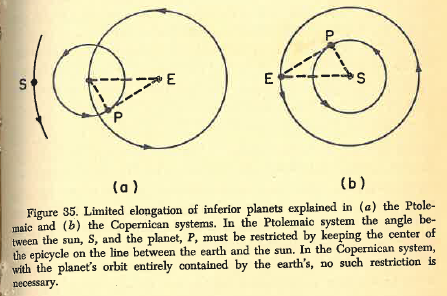 P
S
E
E
S
P
(a)
(b)
Figure 35. Limited elongation of inferior planets explained in (a) the Ptole-
maic and (b) the Copernican systems. In the Ptolemaic system the angle be-
tween the sun, S, and the planet, P, must be restricted by keeping the center of
the epicycle on the line between the earth and the sun. In the Copernican system,
with the planet's orbit entirely contained by the earth's, no such restriction is
necessary.